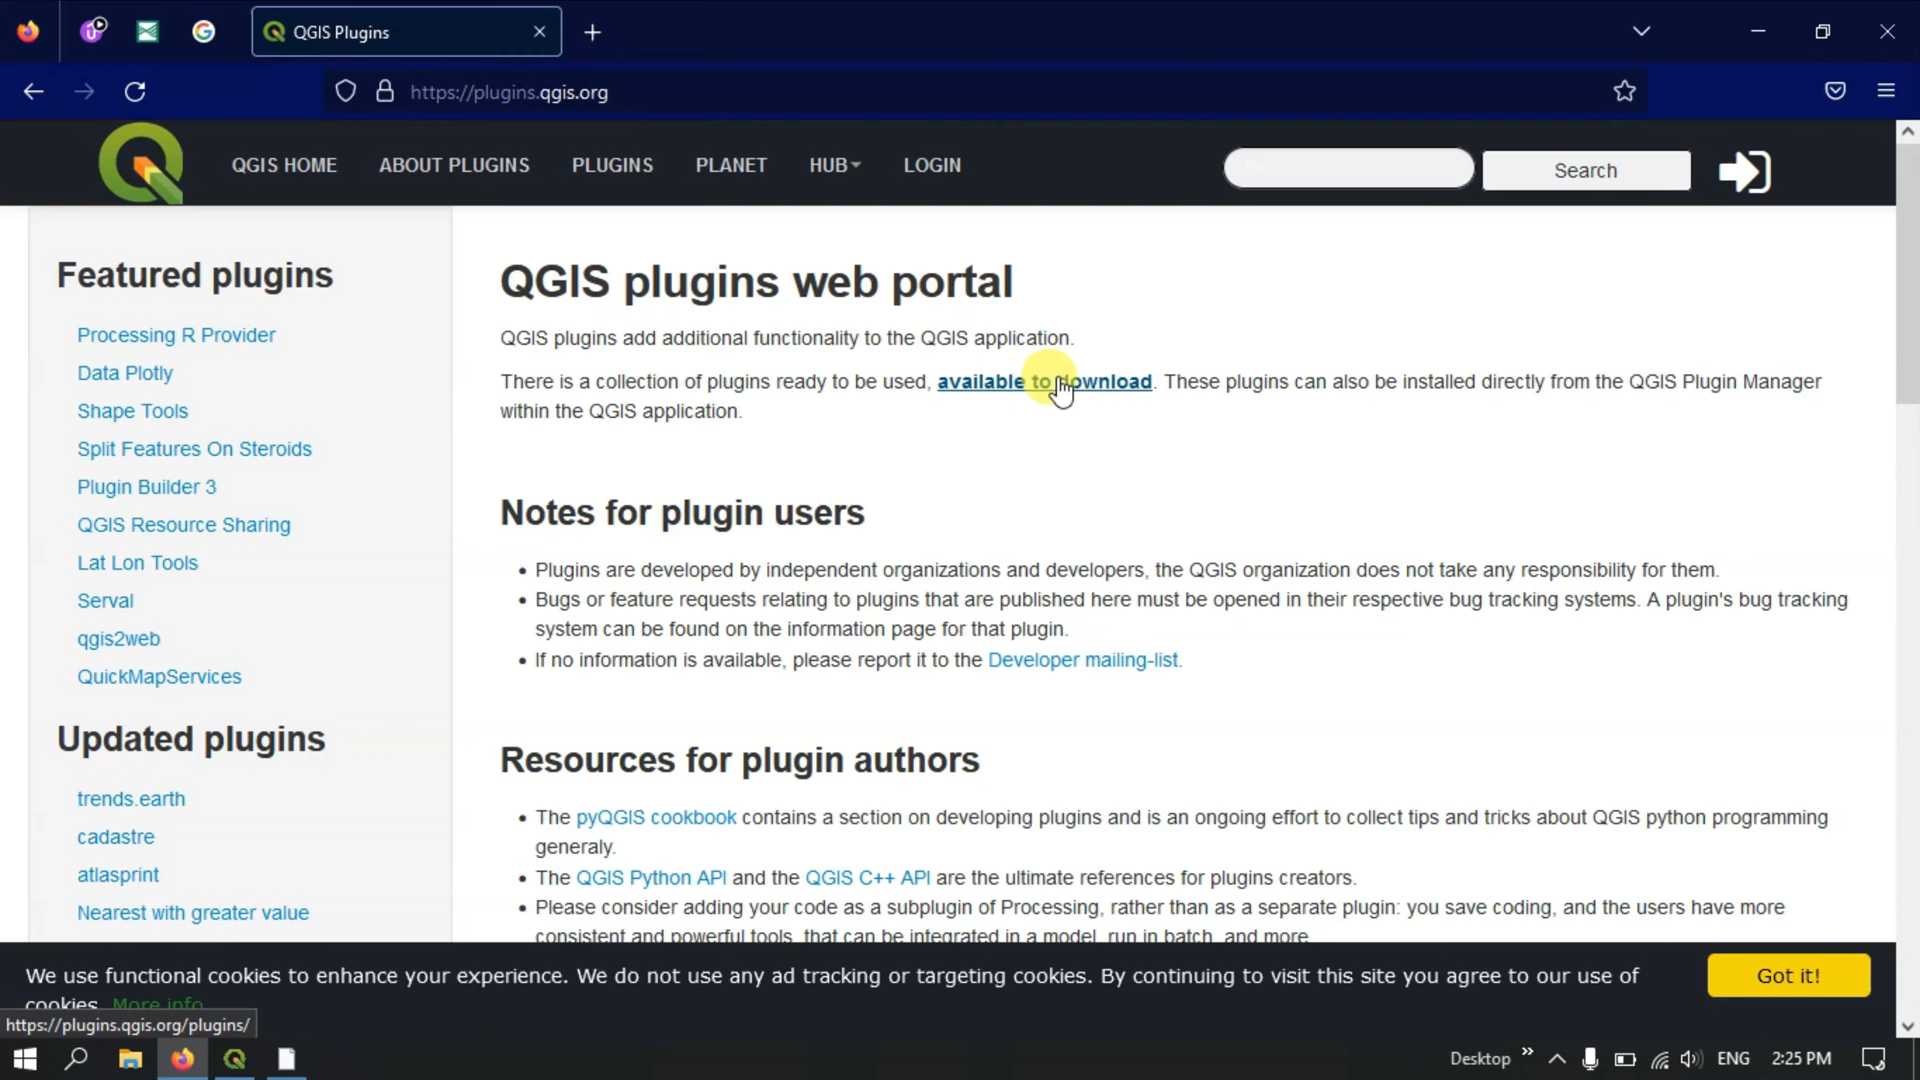 QGIS Plugins
https://plugins.qgis.org
QGIS HOME ABOUT PLUGINS PLUGINS PLANET HUB LOGIN
Search
Featured plugins
Processing R Provider
Data Plotly
Shape Tools
Split Features On Steroids
Plugin Builder 3
QGIS Resource Sharing
Lat Lon Tools
Serval
qgis2web
QuickMapServices
Updated plugins
trends.earth
cadastre
atlasprint
Nearest with greater value
QGIS plugins web portal
QGIS plugins add additional functionality to the QGIS application.
There is a collection of plugins ready to be used, available to download. These plugins can also be installed directly from the QGIS Plugin Manager
within the QGIS application.
Notes for plugin users
• Plugins are developed by independent organizations and developers, the QGIS organization does not take any responsibility for them.
• Bugs or feature requests relating to plugins that are published here must be opened in their respective bug tracking systems. A plugin's bug tracking
system can be found on the information page for that plugin.
• If no information is available, please report it to the Developer mailing-list.
Resources for plugin authors
• The pyQGIS cookbook contains a section on developing plugins and is an ongoing effort to collect tips and tricks about QGIS python programming
generaly.
• The QGIS Python API and the QGIS C++ API are the ultimate references for plugins creators.
• Please consider adding your code as a subplugin of Processing, rather than as a separate plugin: you save coding, and the users have more
consistent and powerful tools, that can be integrated in a model, run in batch, and more.
We use functional cookies to enhance your experience. We do not use any ad tracking or targeting cookies. By continuing to visit this site you agree to our use of
cookies. More info
Got it!
https://plugins.qgis.org/plugins/
Desktop ENG 2:25 PM